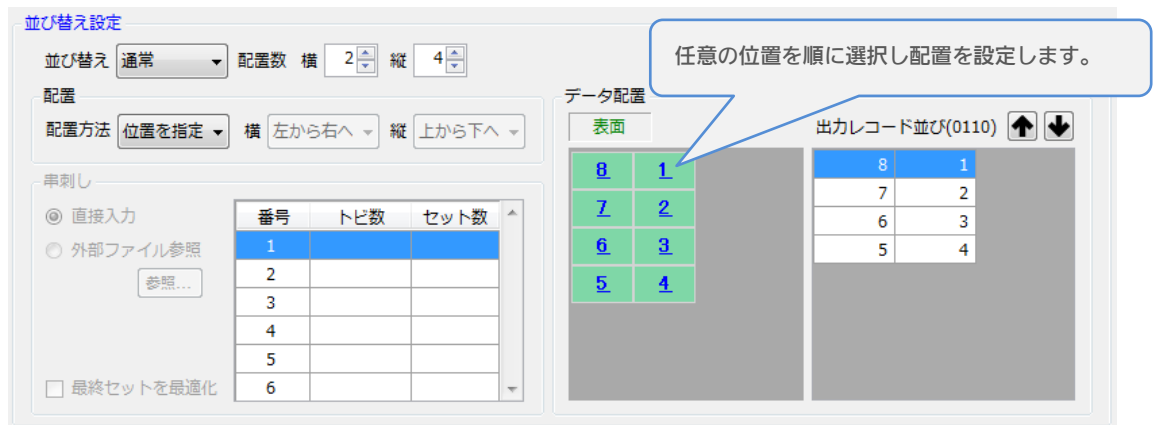 並び替え設定
並び替え 通常 配置数 横 2 縦 4
任意の位置を順に選択し配置を設定します。
配置
配置方法 位置を指定 横 左から右へ 縦 上から下へ
串刺し
直接入力
外部ファイル参照
参照...
最終セットを最適化
番号 トビ数 セット数
1
2
3
4
5
6
データ配置
表面
8 1
7 2
6 3
5 4
出力レコード並び(0110)
8 1
7 2
6 3
5 4